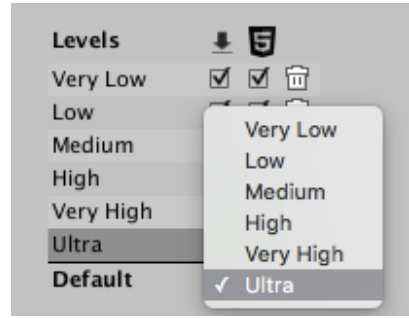 Levels
Very Low
Low
Medium
High
Very High
Ultra
Default
Very Low
Low
Medium
High
Very High
✓ Ultra